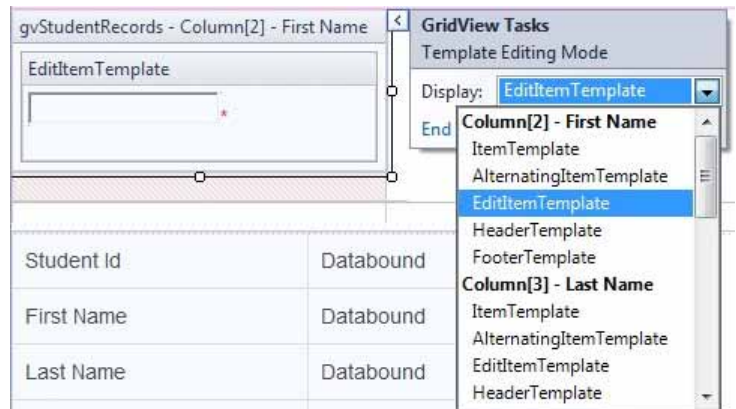 gvStudentRecords - Column[2] - First Name
EditItemTemplate
*
<
GridView Tasks
Template Editing Mode
Display: EditItemTemplate
End
Column[2] - First Name
ItemTemplate
AlternatingItemTemplate
EditItemTemplate
HeaderTemplate
FooterTemplate
Column[3] - Last Name
ItemTemplate
AlternatingItemTemplate
EditItemTemplate
HeaderTemplate
Student Id Databound
First Name Databound
Last Name Databound